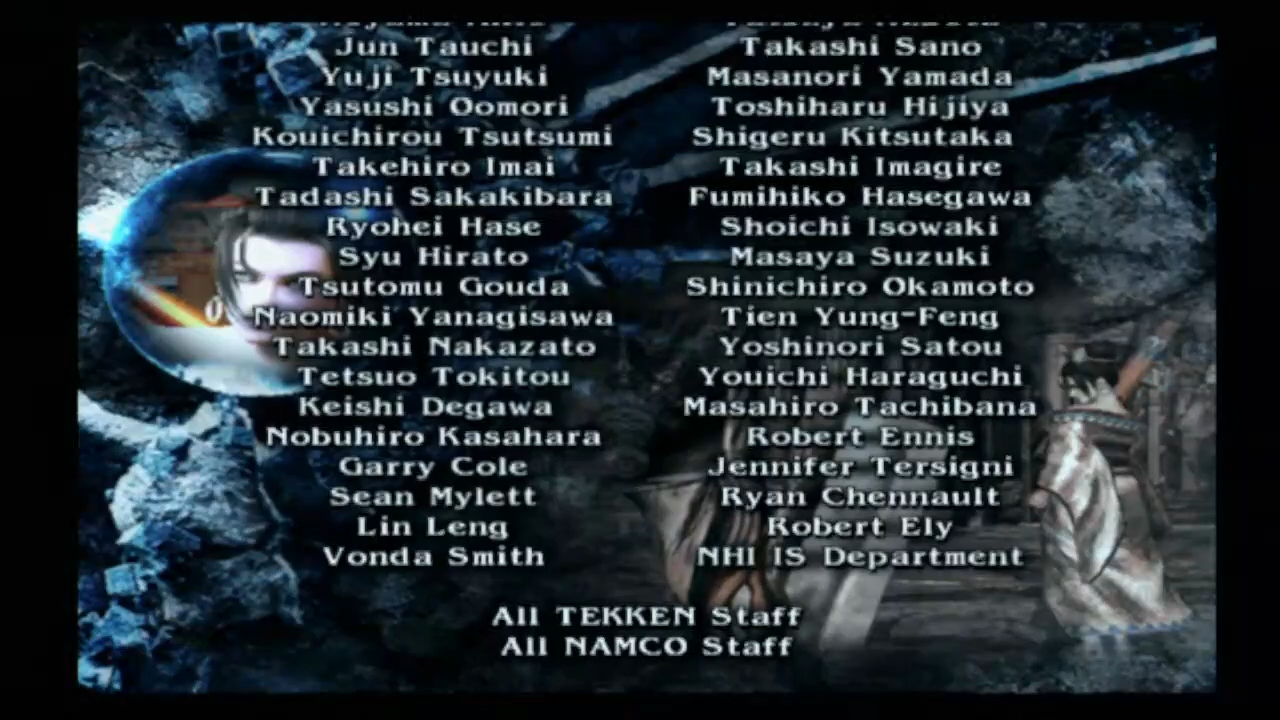 Jun Tauchi Takashi Sano
Yuji Tsuyuki Masanori Yamada
Yasushi Oomori Toshiharu Hijiya
Kouichirou Tsutsumi Shigeru Kitsutaka
Takehiro Imai Takashi Imagire
Tadashi Sakakibara Fumihiko Hasegawa
Ryohei Hase Shoichi Isowaki
Syu Hirato Masaya Suzuki
Tsutomu Gouda Shinichiro Okamoto
Naomiki Yanagisawa Tien Yung-Feng
Takashi Nakazato Yoshinori Satou
Tetsuo Tokitou Youichi Haraguchi
Keishi Degawa Masahiro Tachibana
Nobuhiro Kasahara Robert Ennis
Garry Cole Jennifer Tersigni
Sean Mylett Ryan Chennault
Lin Leng Robert Ely
Vonda Smith NHI IS Department
All TEKKEN Staff
All NAMCO Staff